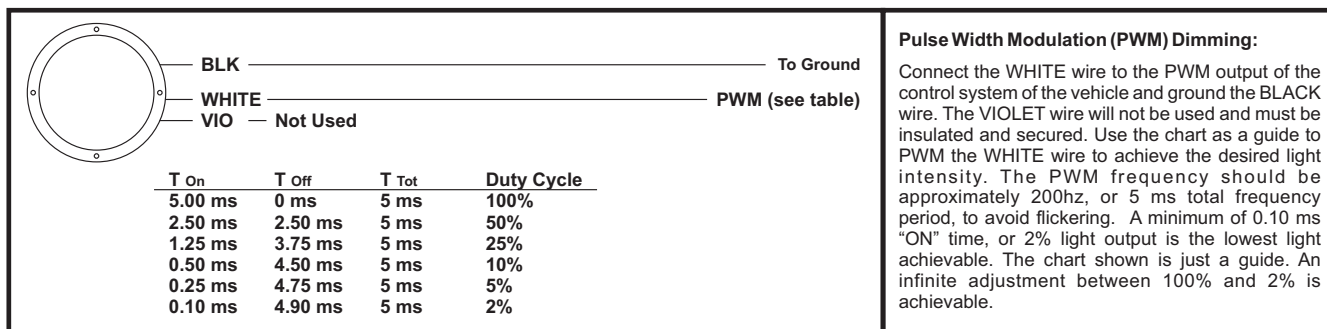 BLK To Ground
WHITE PWM (see table)
VIO Not Used
T On T Off T Tot Duty Cycle
5.00 ms 0 ms 5 ms 100%
2.50 ms 2.50 ms 5 ms 50%
1.25 ms 3.75 ms 5 ms 25%
0.50 ms 4.50 ms 5 ms 10%
0.25 ms 4.75 ms 5 ms 5%
0.10 ms 4.90 ms 5 ms 2%
Pulse Width Modulation (PWM) Dimming:
Connect the WHITE wire to the PWM output of the
control system of the vehicle and ground the BLACK
wire. The VIOLET wire will not be used and must be
insulated and secured. Use the chart as a guide to
PWM the WHITE wire to achieve the desired light
intensity. The PWM frequency should be
approximately 200hz, or 5 ms total frequency
period, to avoid flickering. A minimum of 0.10 ms
“ON” time, or 2% light output is the lowest light
achievable. The chart shown is just a guide. An
infinite adjustment between 100% and 2% is
achievable.